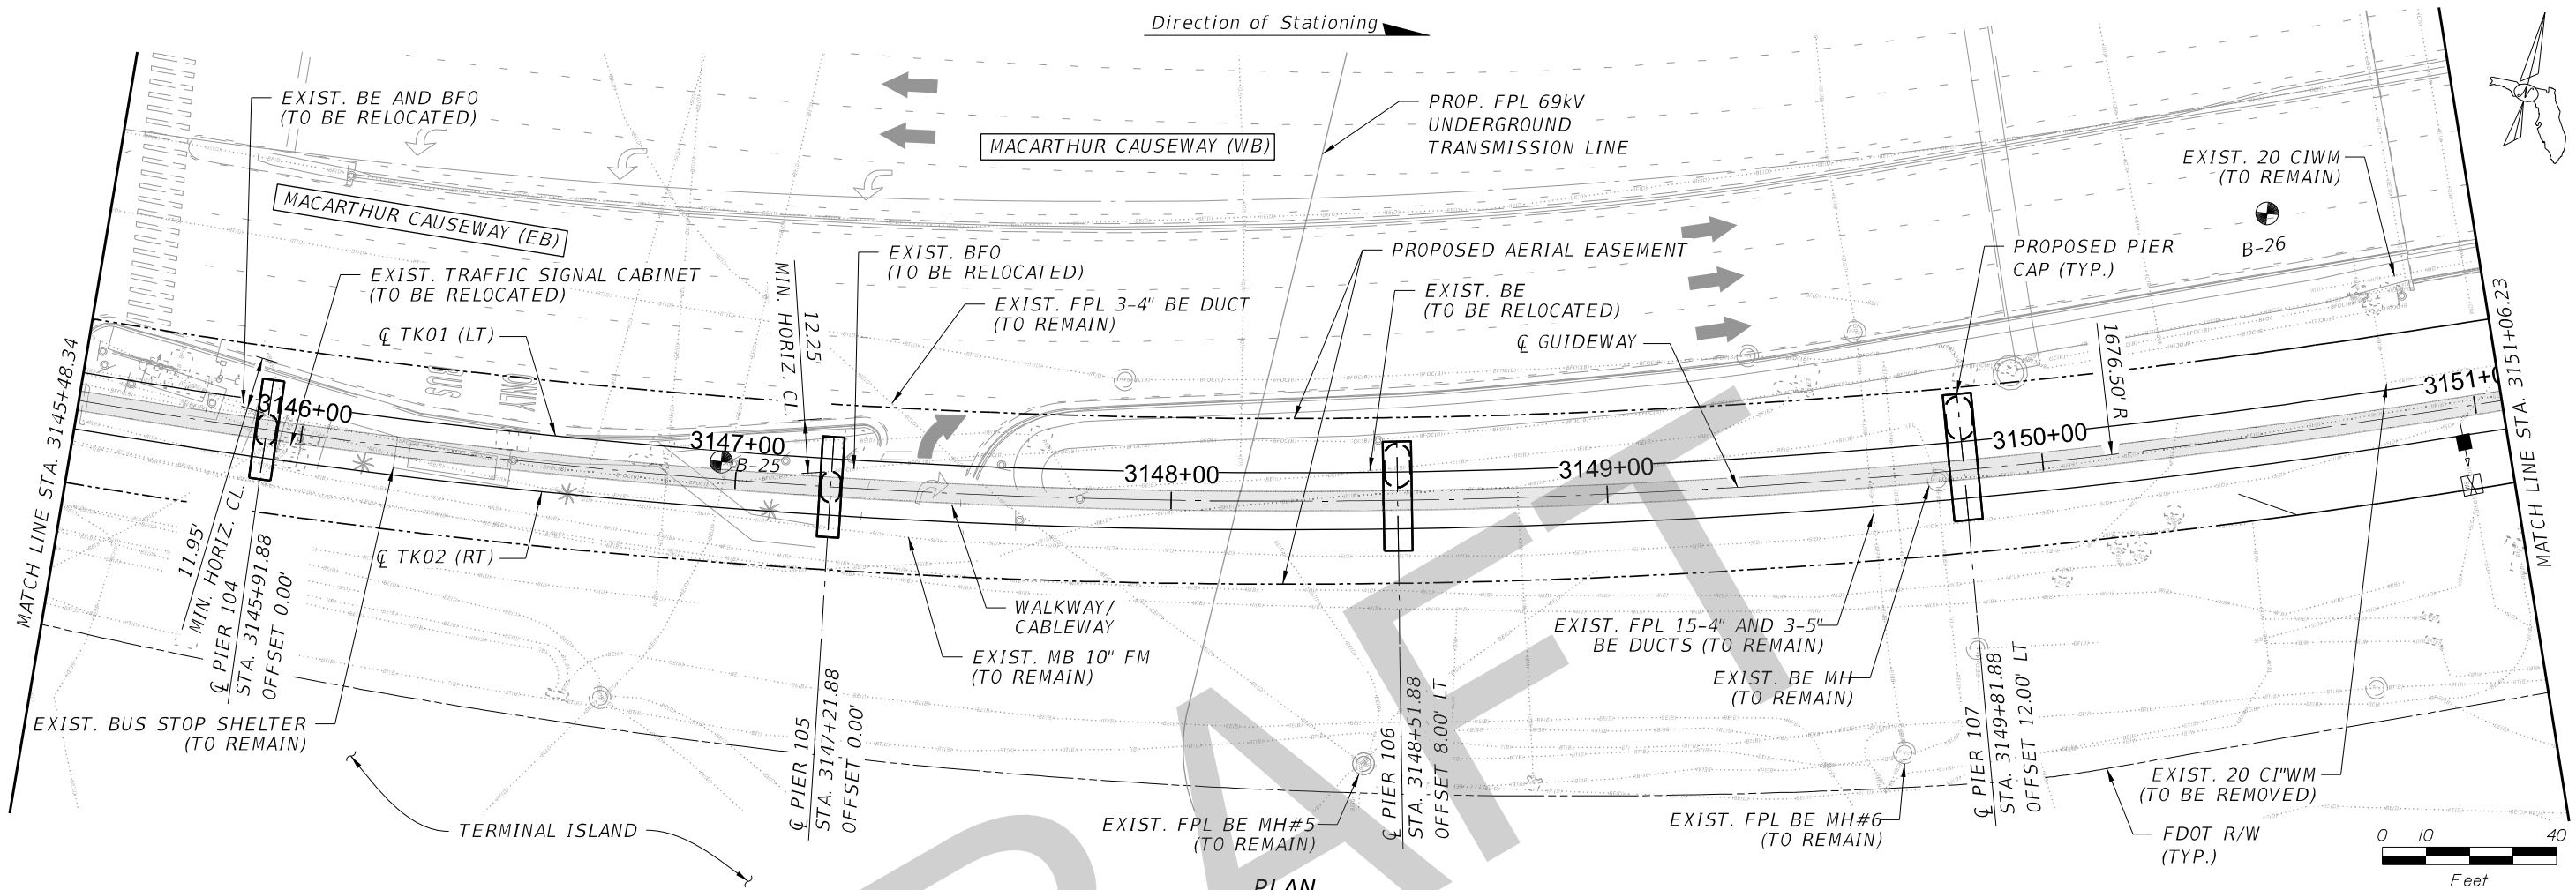 Direction of Stationing
EXIST. BE AND BFO
(TO BE RELOCATED)
MACARTHUR CAUSEWAY (WB)
PROP. FPL 69kV
UNDERGROUND
TRANSMISSION LINE
N
EXIST. 20 CIWM
(TO REMAIN)
B-26
MACARTHUR CAUSEWAY (EB)
EXIST. TRAFFIC SIGNAL CABINET
(TO BE RELOCATED)
℄ TK01 (LT)
BUS
ONLY
MIN. HORIZ. CL.
12.25'
EXIST. BFO
(TO BE RELOCATED)
EXIST. FPL 3-4" BE DUCT
(TO REMAIN)
PROPOSED AERIAL EASEMENT
EXIST. BE
(TO BE RELOCATED)
℄ GUIDEWAY
PROPOSED PIER
CAP (TYP.)
1676.50' R
MATCH LINE STA. 3145+48.34
MATCH LINE STA. 3151+06.23
3146+00
3147+00
3148+00
3149+00
3150+00
3151+0
B-25
11.95'
MIN. HORIZ. CL.
℄ PIER 104
STA. 3145+91.88
OFFSET 0.00'
℄ TK02 (RT)
WALKWAY/
CABLEWAY
EXIST. MB 10" FM
(TO REMAIN)
EXIST. FPL 15-4" AND 3-5"
BE DUCTS (TO REMAIN)
EXIST. BE MH
(TO REMAIN)
EXIST. BUS STOP SHELTER
(TO REMAIN)
℄ PIER 105
STA. 3147+21.88
OFFSET 0.00'
℄ PIER 106
STA. 3148+51.88
OFFSET 8.00' LT
℄ PIER 107
STA. 3149+81.88
OFFSET 12.00' LT
TERMINAL ISLAND
EXIST. FPL BE MH#5
(TO REMAIN)
EXIST. FPL BE MH#6
(TO REMAIN)
EXIST. 20 CI"WM
(TO BE REMOVED)
FDOT R/W
(TYP.)
0 10 40
Feet
PLAN
DRAFT